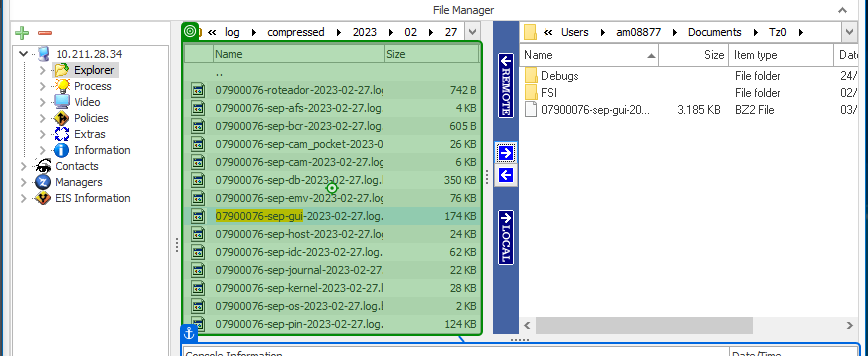 File Manager
10.211.28.34
Explorer
Process
Video
Policies
Extras
Information
Contacts
Managers
EIS Information
« log compressed 2023 02 27
Name Size
..
07900076-roteador-2023-02-27.log 742 B
07900076-sep-afs-2023-02-27.log. 4 KB
07900076-sep-bcr-2023-02-27.log. 605 B
07900076-sep-cam_pocket-2023-0 26 KB
07900076-sep-cam-2023-02-27.log 6 KB
07900076-sep-db-2023-02-27.log.l 350 KB
07900076-sep-emv-2023-02-27.log 76 KB
07900076-sep-gui-2023-02-27.log. 174 KB
07900076-sep-host-2023-02-27.log 24 KB
07900076-sep-idc-2023-02-27.log. 62 KB
07900076-sep-journal-2023-02-27. 22 KB
07900076-sep-kernel-2023-02-27.l 28 KB
07900076-sep-os-2023-02-27.log.l 2 KB
07900076-sep-pin-2023-02-27.log. 124 KB
REMOTE
LOCAL
« Users am08877 Documents Tz0
Name Size Item type Date
Debugs File folder 24/
FSI File folder 02/
07900076-sep-gui-20... 3.185 KB BZ2 File 03/
Console Information Date/Time